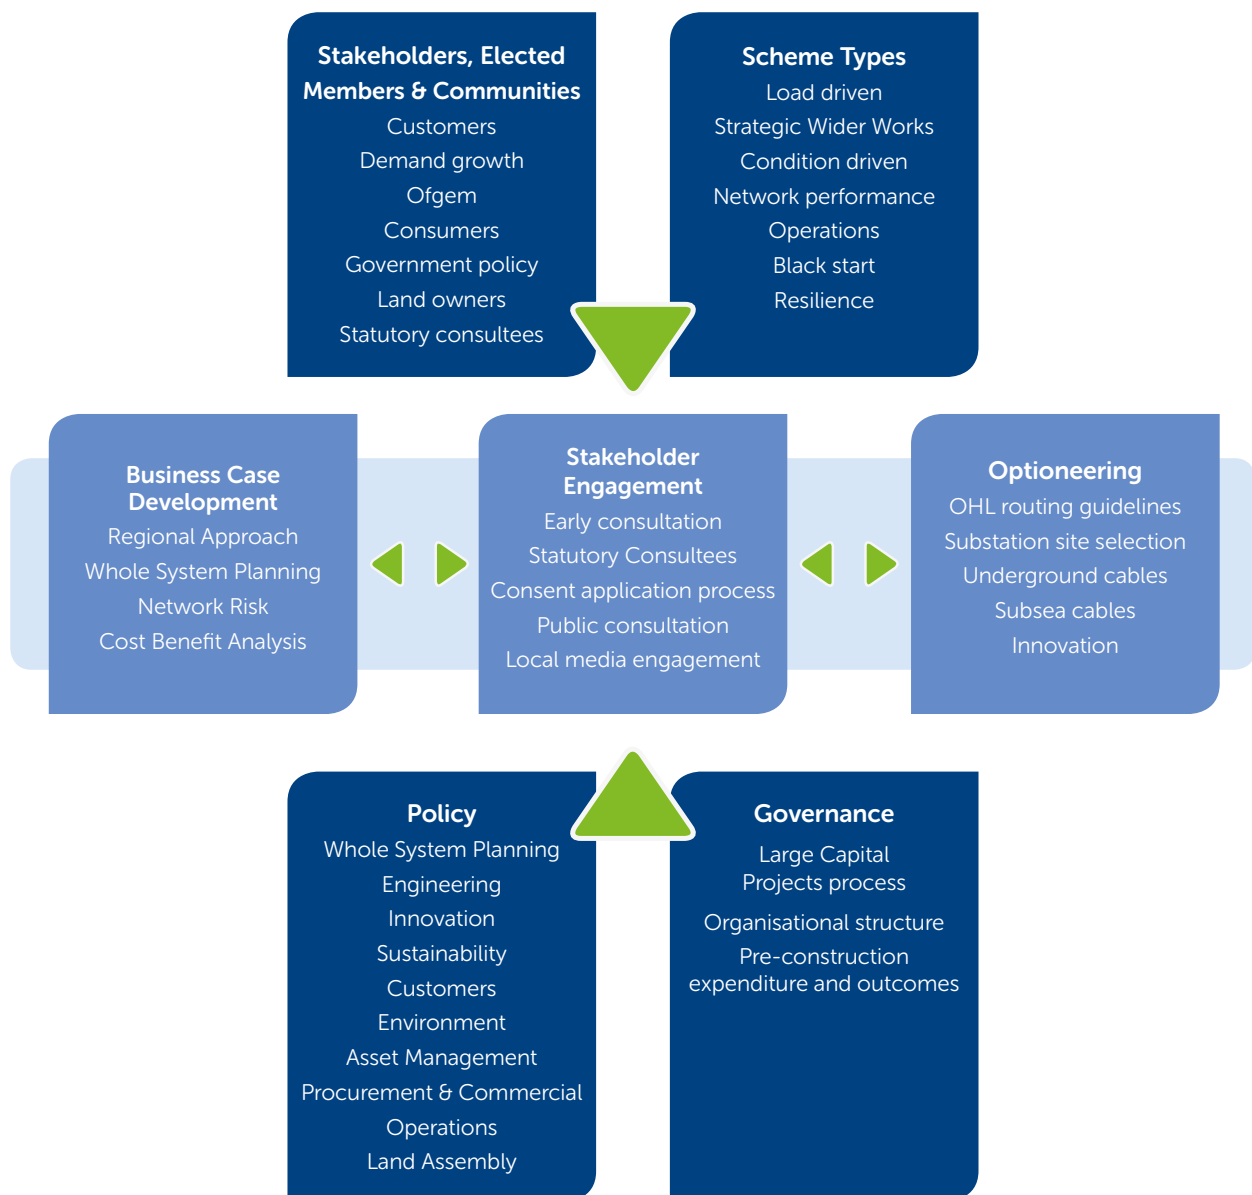 Stakeholders, Elected
Members & Communities
Customers
Demand growth
Ofgem
Consumers
Government policy
Land owners
Statutory consultees
Scheme Types
Load driven
Strategic Wider Works
Condition driven
Network performance
Operations
Black start
Resilience
Business Case
Development
Regional Approach
Whole System Planning
Network Risk
Cost Benefit Analysis
Stakeholder
Engagement
Early consultation
Statutory Consultees
Consent application process
Public consultation
Local media engagement
Optioneering
OHL routing guidelines
Substation site selection
Underground cables
Subsea cables
Innovation
Policy
Whole System Planning
Engineering
Innovation
Sustainability
Customers
Environment
Asset Management
Procurement & Commercial
Operations
Land Assembly
Governance
Large Capital
Projects process
Organisational structure
Pre-construction
expenditure and outcomes